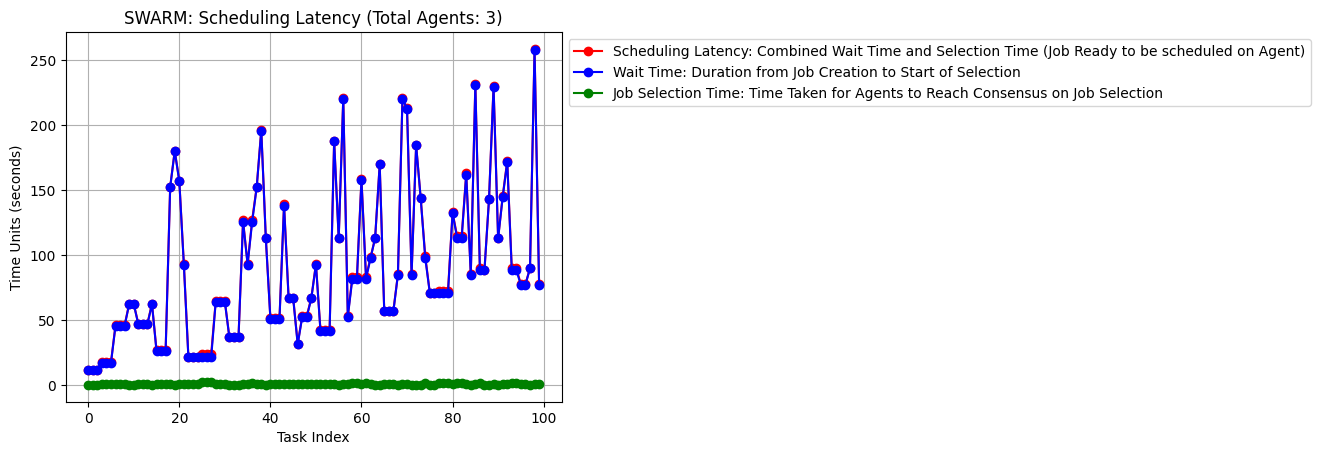 SWARM: Scheduling Latency (Total Agents: 3)
Scheduling Latency: Combined Wait Time and Selection Time (Job Ready to be scheduled on Agent)
Wait Time: Duration from Job Creation to Start of Selection
Job Selection Time: Time Taken for Agents to Reach Consensus on Job Selection
Time Units (seconds)
250
200
150
100
50
0
0 20 40 60 80 100
Task Index